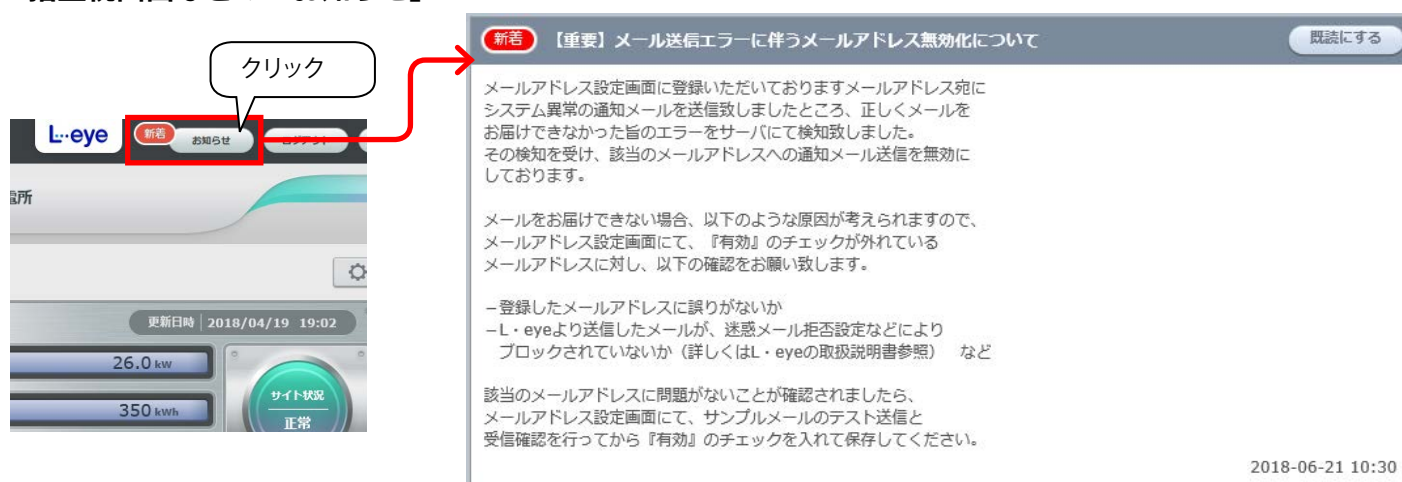 クリック
L・eye
新着
お知らせ
電所
更新日時 2018/04/19 19:02
26.0 kW
350 kWh
サイト状況
正常
新着 【重要】メール送信エラーに伴うメールアドレス無効化について
既読にする
メールアドレス設定画面に登録いただいておりますメールアドレス宛に
システム異常の通知メールを送信致しましたところ、正しくメールを
お届けできなかった旨のエラーをサーバにて検知致しました。
その検知を受け、該当のメールアドレスへの通知メール送信を無効に
しております。
メールをお届けできない場合、以下のような原因が考えられますので、
メールアドレス設定画面にて、『有効』のチェックが外れている
メールアドレスに対し、以下の確認をお願い致します。
－登録したメールアドレスに誤りがないか
－L・eyeより送信したメールが、迷惑メール拒否設定などにより
ブロックされていないか（詳しくはL・eyeの取扱説明書参照）　など
該当のメールアドレスに問題がないことが確認されましたら、
メールアドレス設定画面にて、サンプルメールのテスト送信と
受信確認を行ってから『有効』のチェックを入れて保存してください。
2018-06-21 10:30